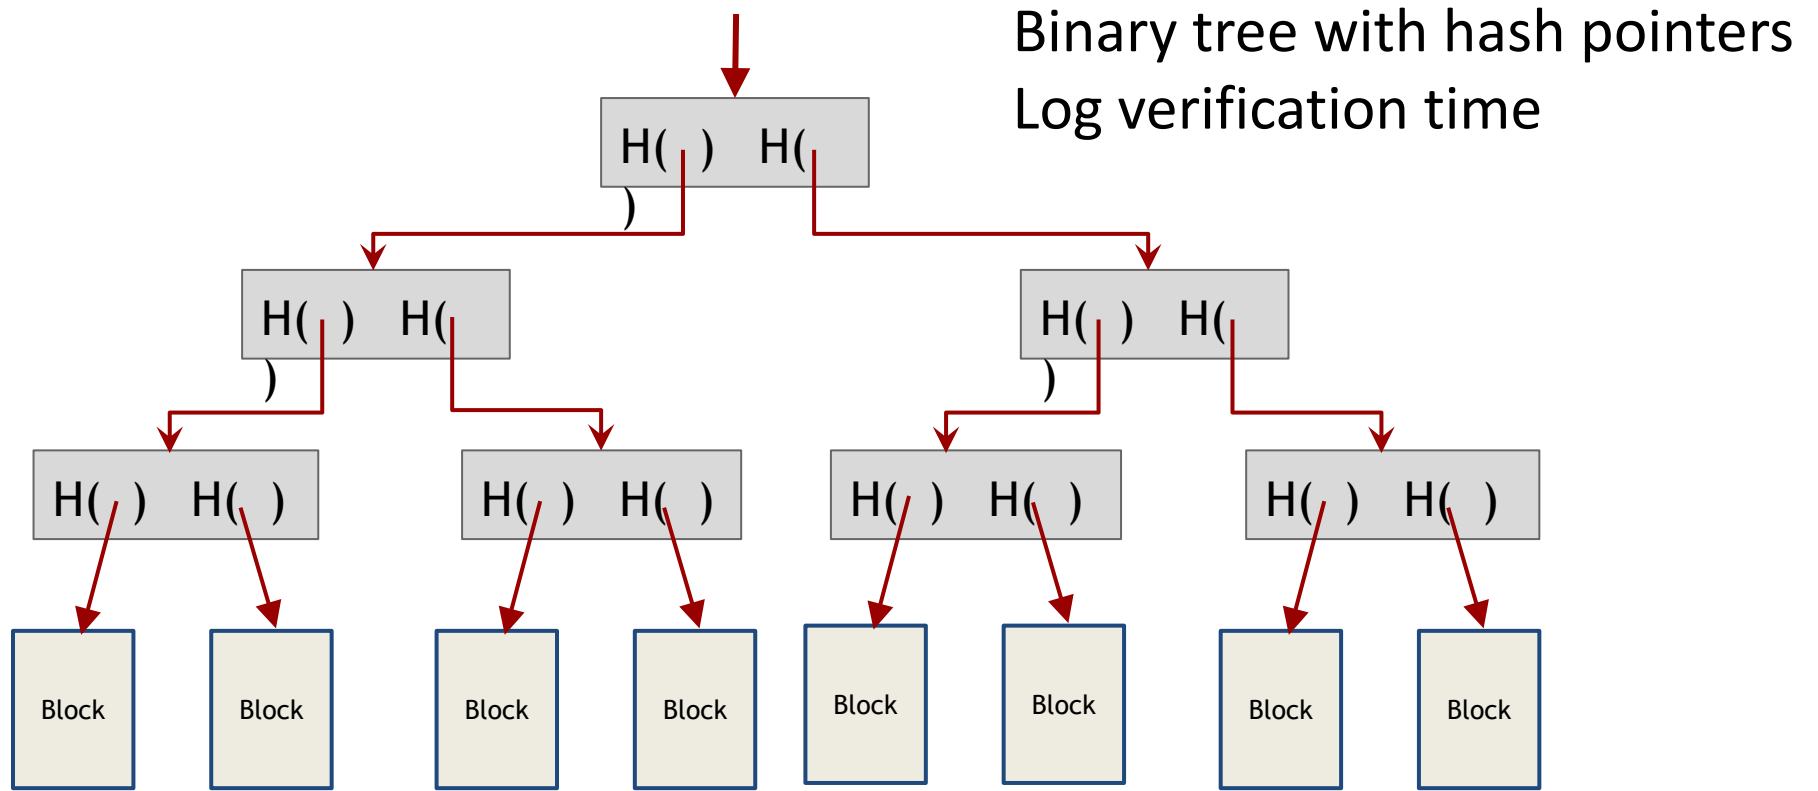 Binary tree with hash pointers
Log verification time
H( ) H(
)
H( ) H(
)
H( ) H(
)
H( ) H( )
H( ) H( )
H( ) H( )
H( ) H( )
Block
Block
Block
Block
Block
Block
Block
Block